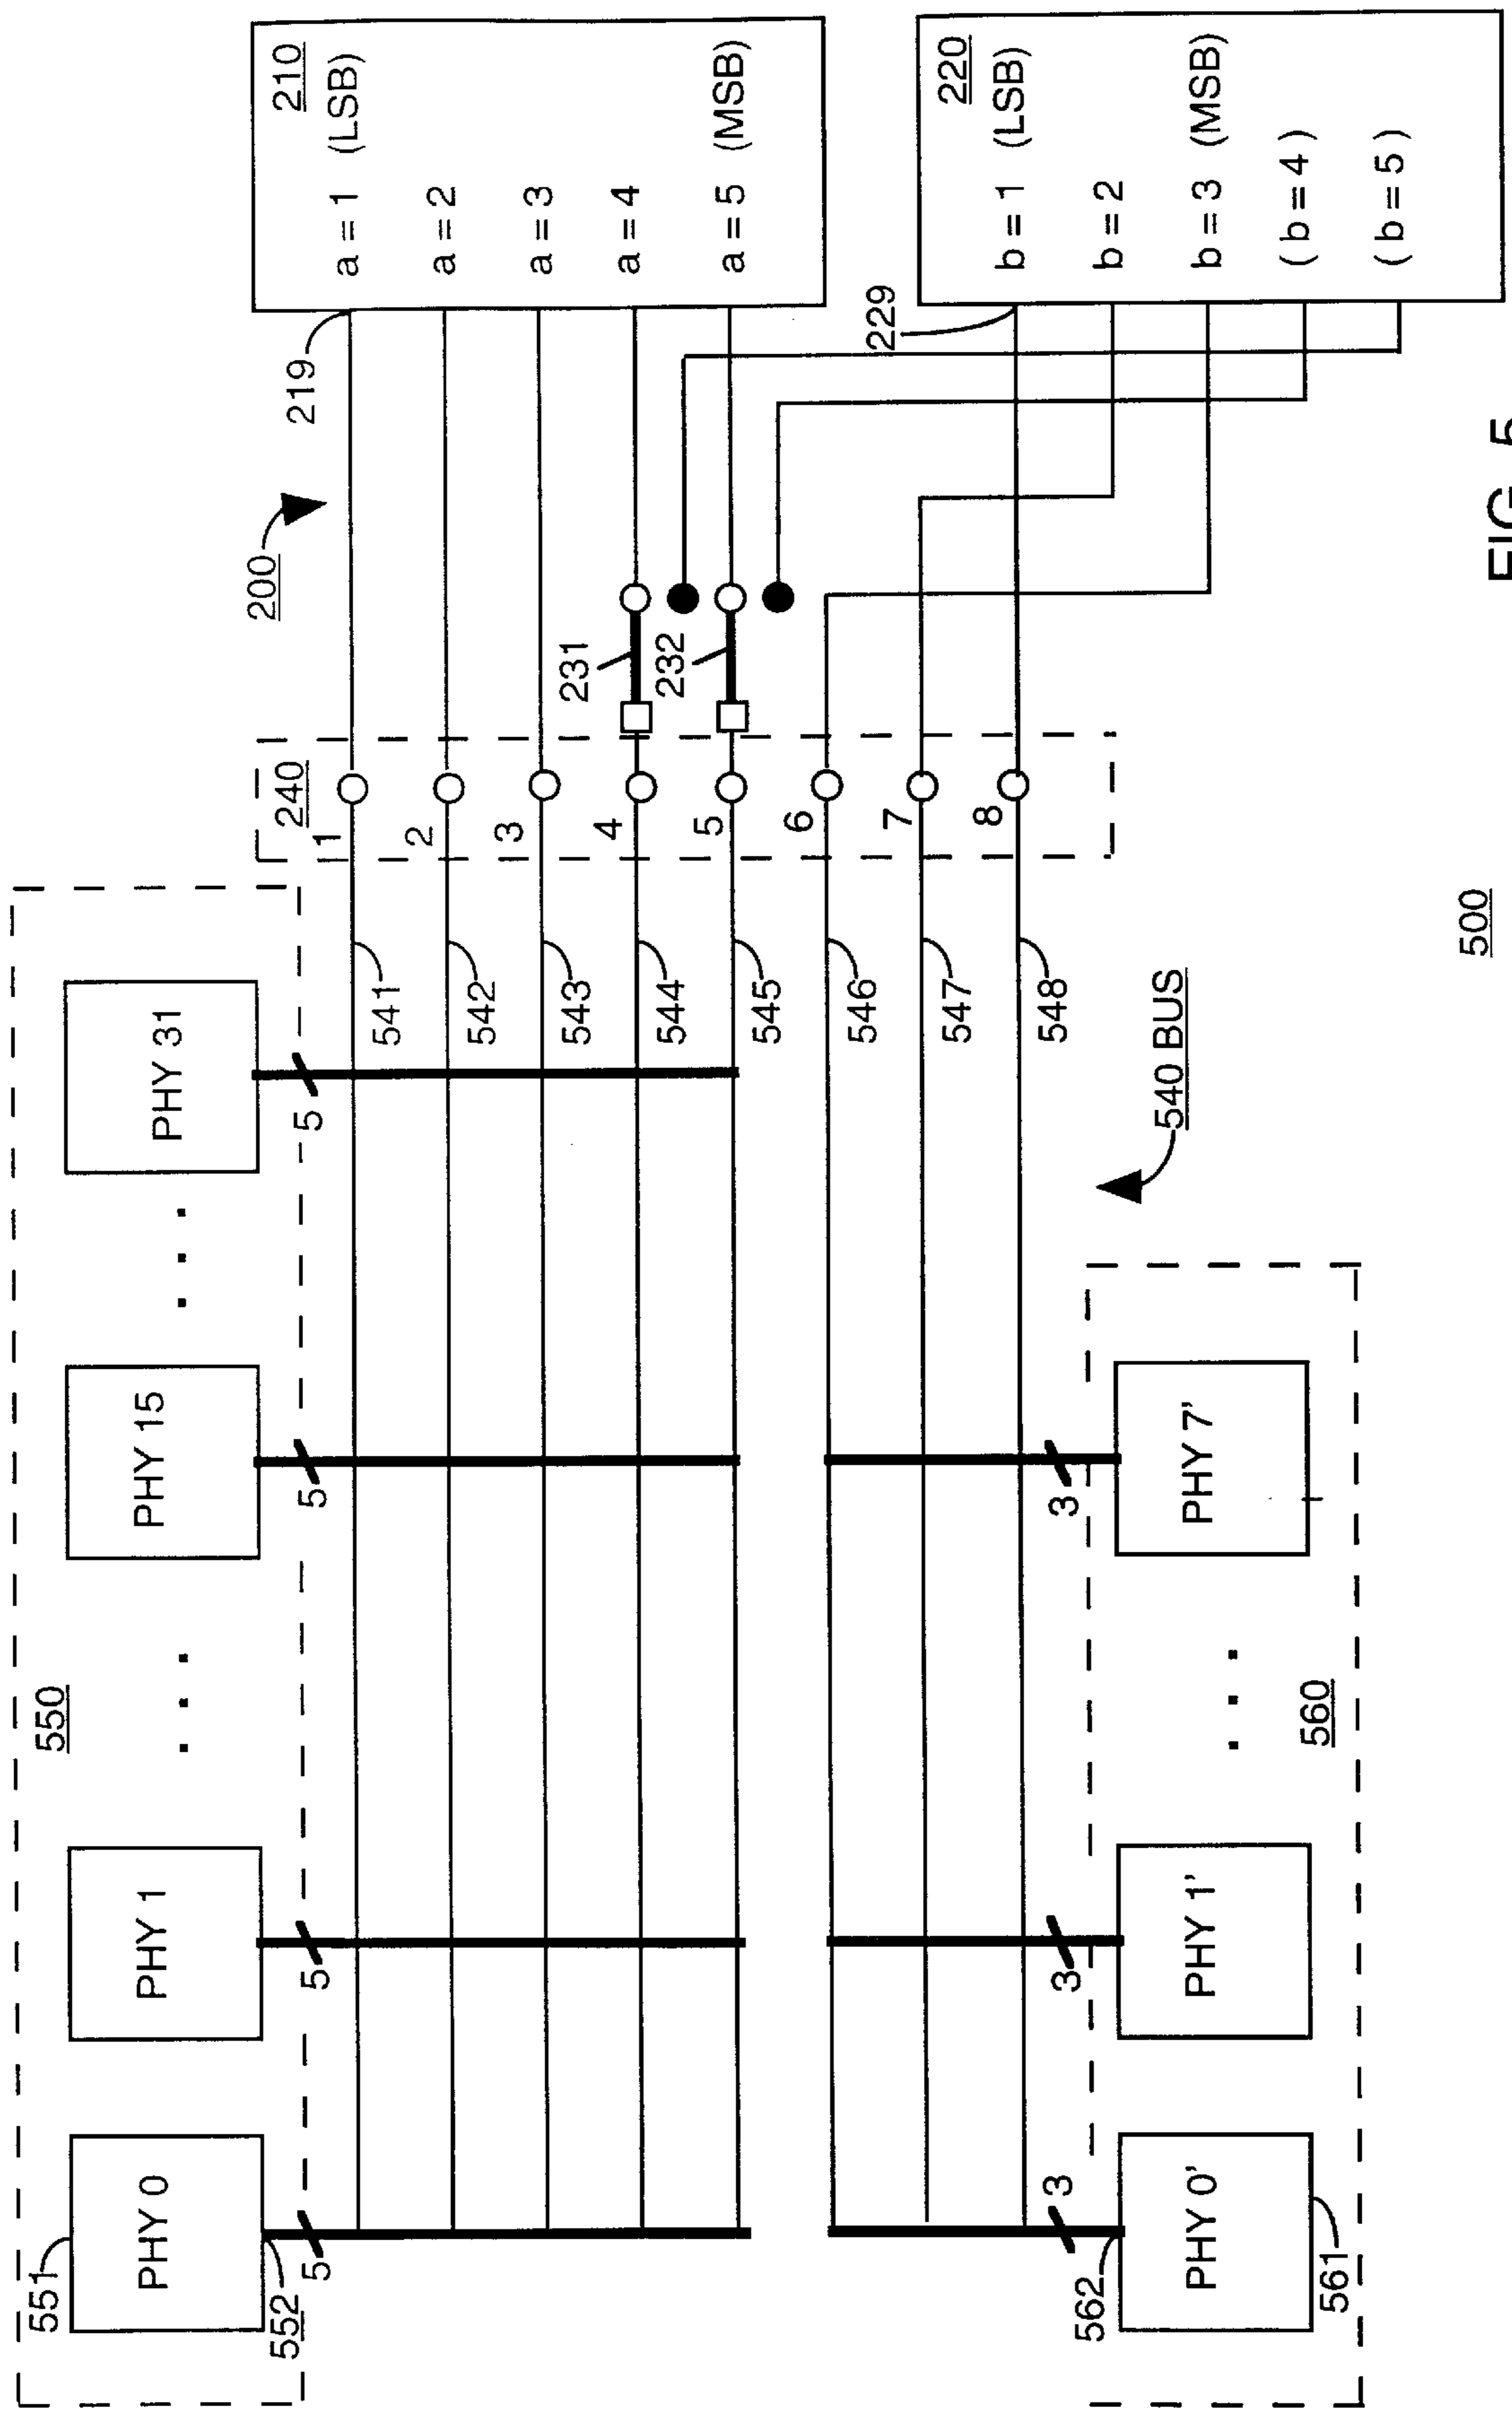 550
551
PHY 0
552
5
PHY 1
5
. . .
PHY 15
5
. . .
PHY 31
5
541
542
543
544
545
546
547
548
240
1
2
3
4
5
6
7
8
200
231
232
219
229
210
a = 1 (LSB)
a = 2
a = 3
a = 4
a = 5 (MSB)
220
b = 1 (LSB)
b = 2
b = 3 (MSB)
( b = 4 )
( b = 5 )
540 BUS
562
3
PHY 0'
561
3
PHY 1'
. . .
560
3
PHY 7'
500
FIG. 5